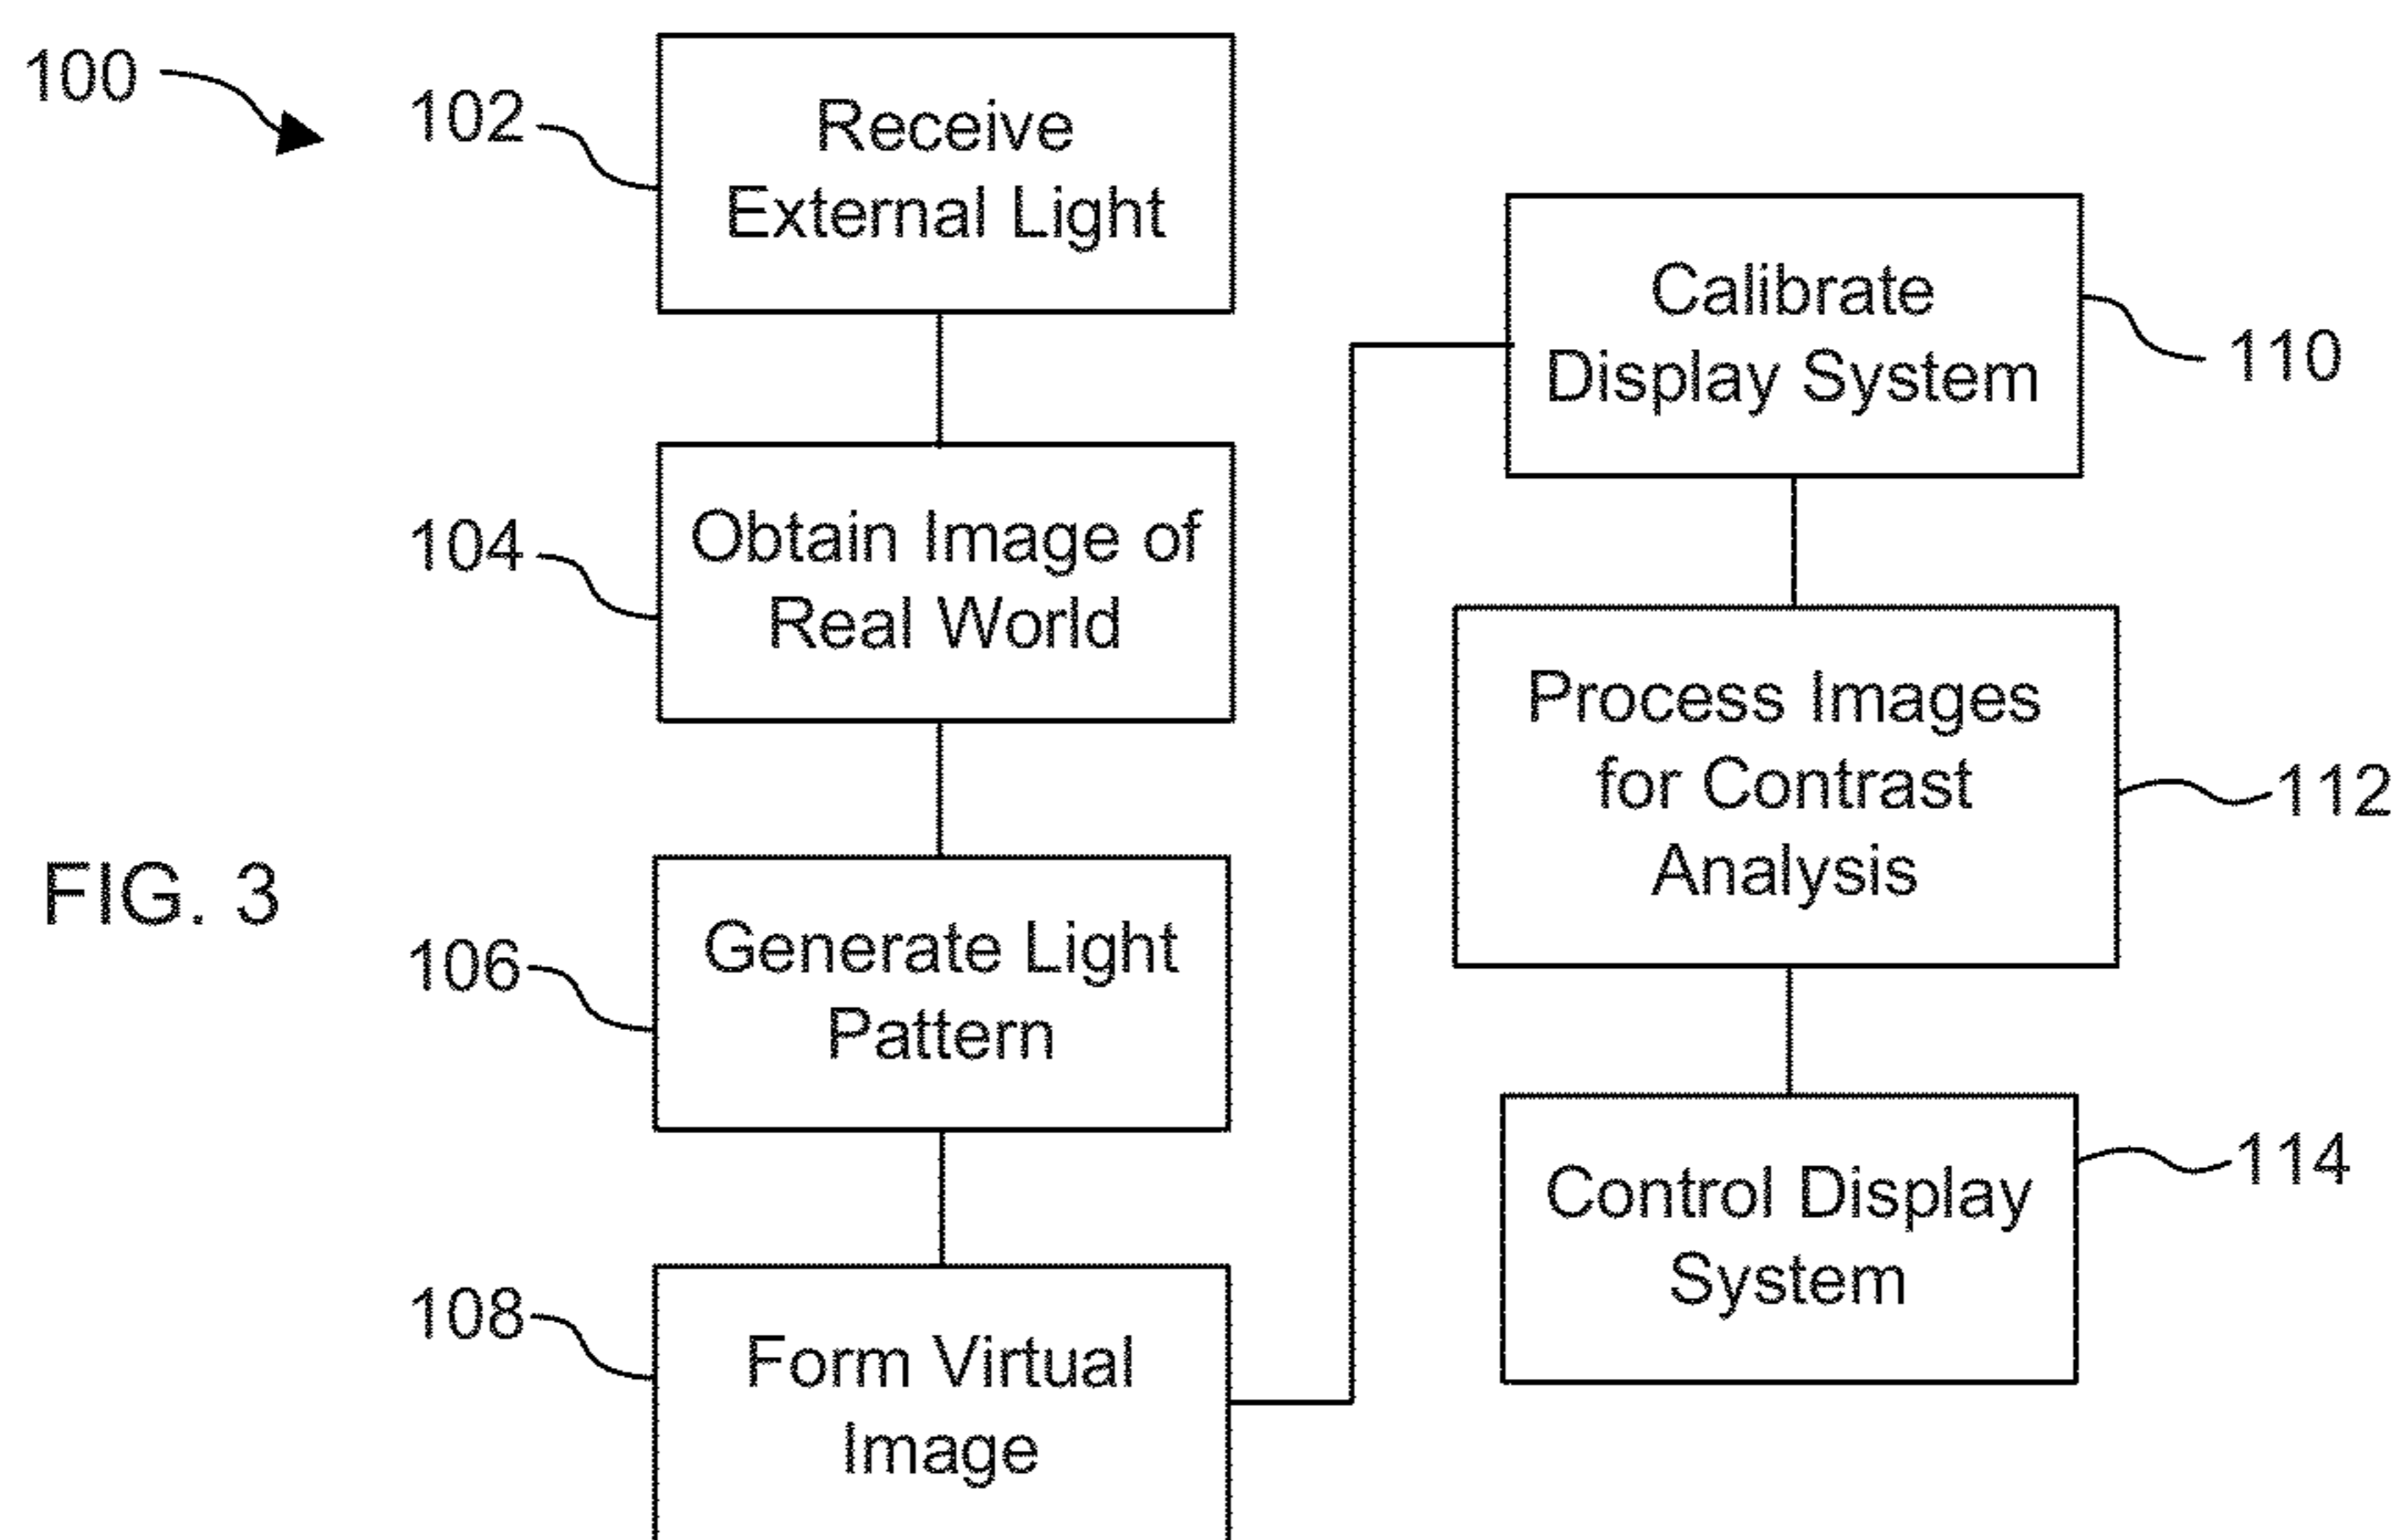 100
102
Receive
External Light
104
Obtain Image of
Real World
FIG. 3
106
Generate Light
Pattern
108
Form Virtual
Image
Calibrate
Display System
110
Process Images
for Contrast
Analysis
112
Control Display
System
114